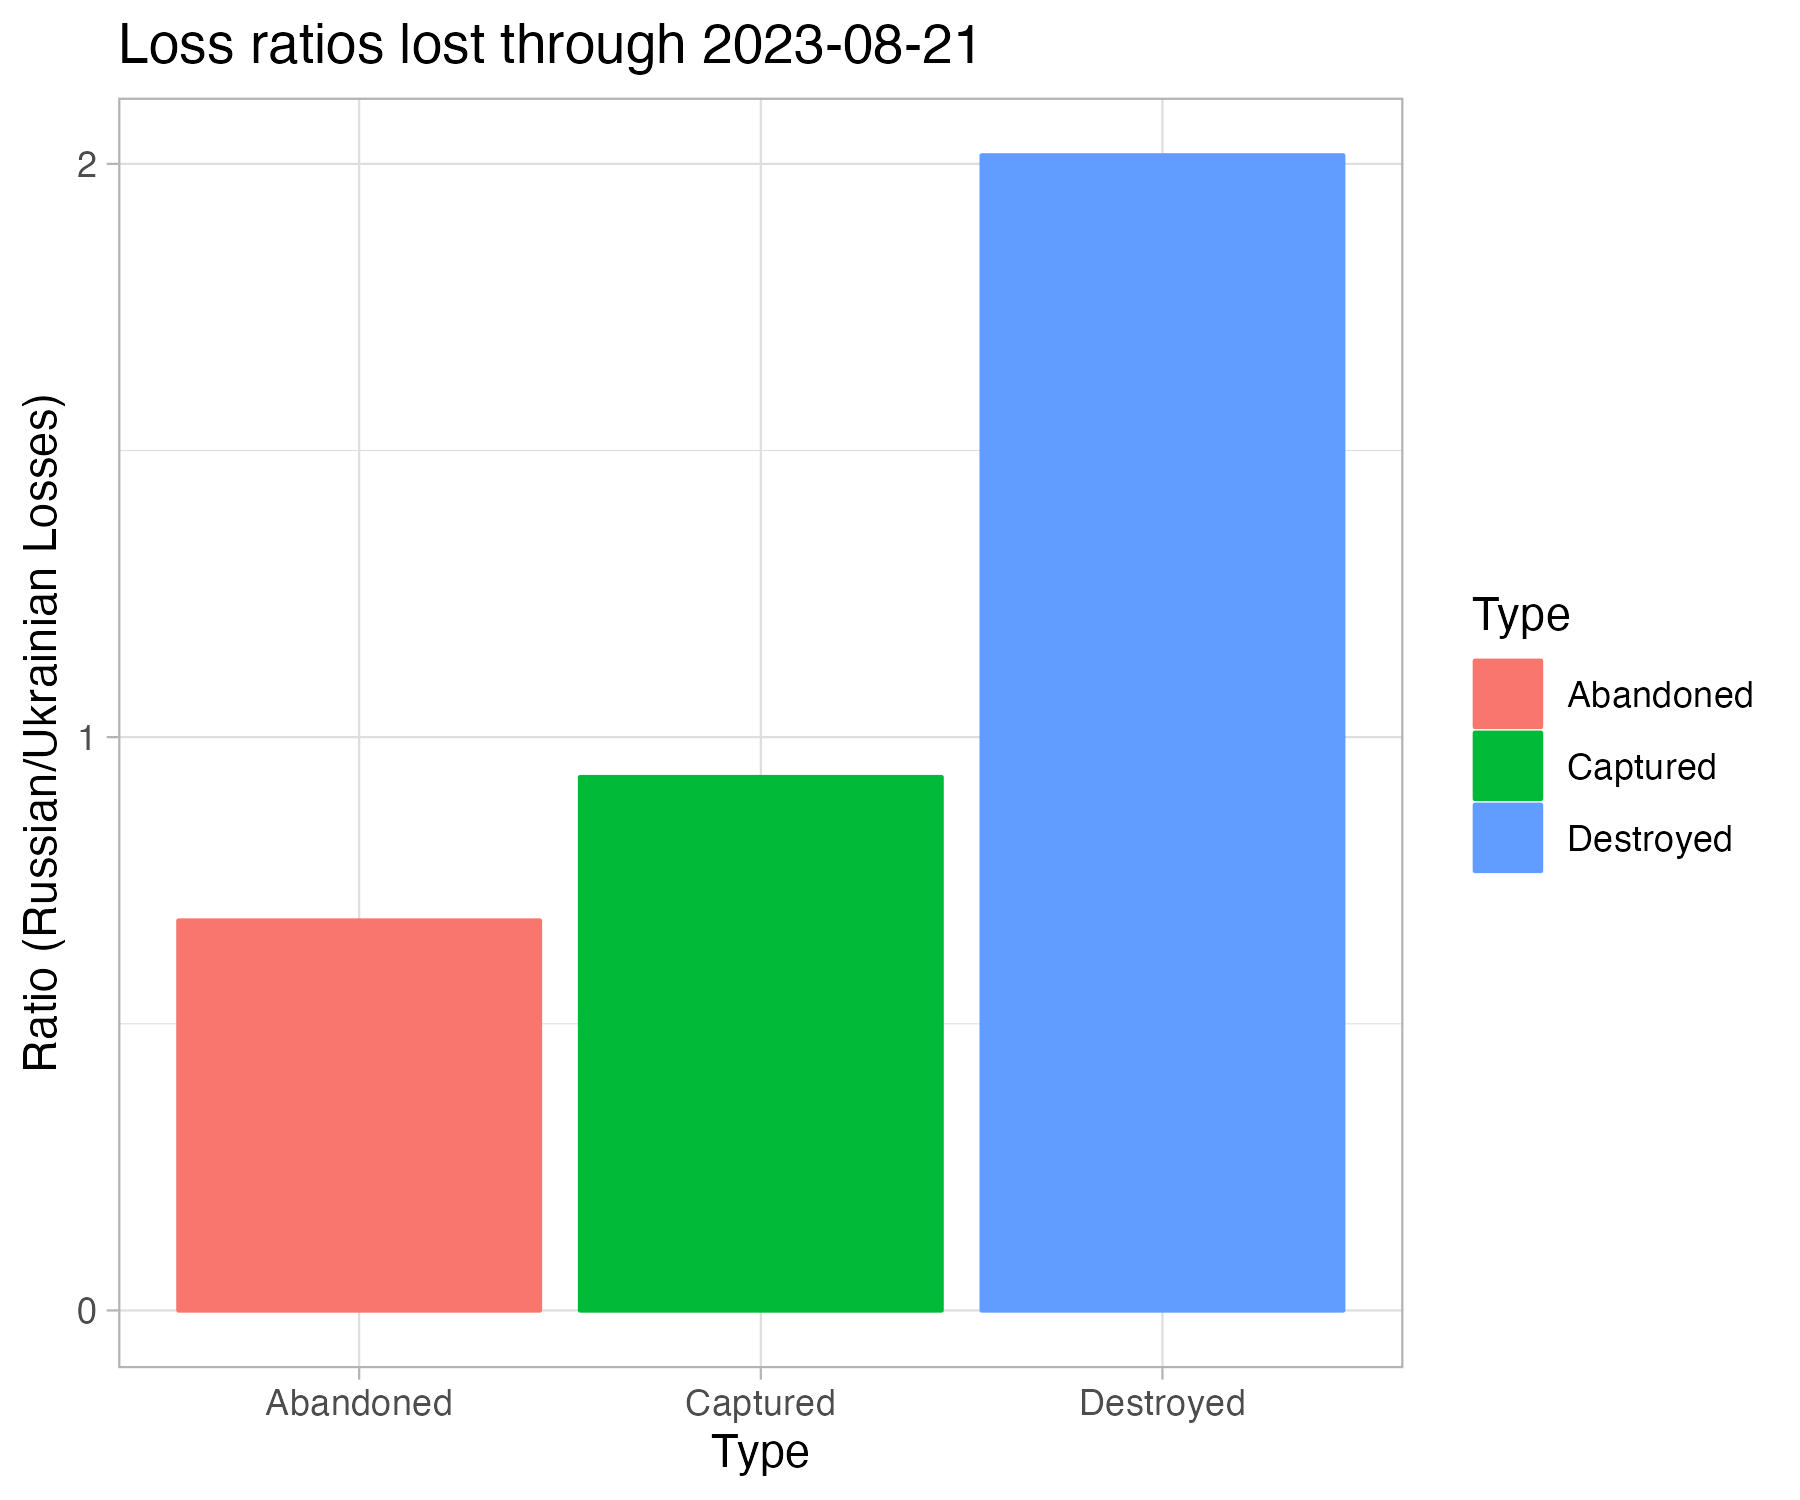 Loss ratios lost through 2023-08-21
Ratio (Russian/Ukrainian Losses)
2
1
0
Abandoned
Captured
Destroyed
Type
Type
Abandoned
Captured
Destroyed